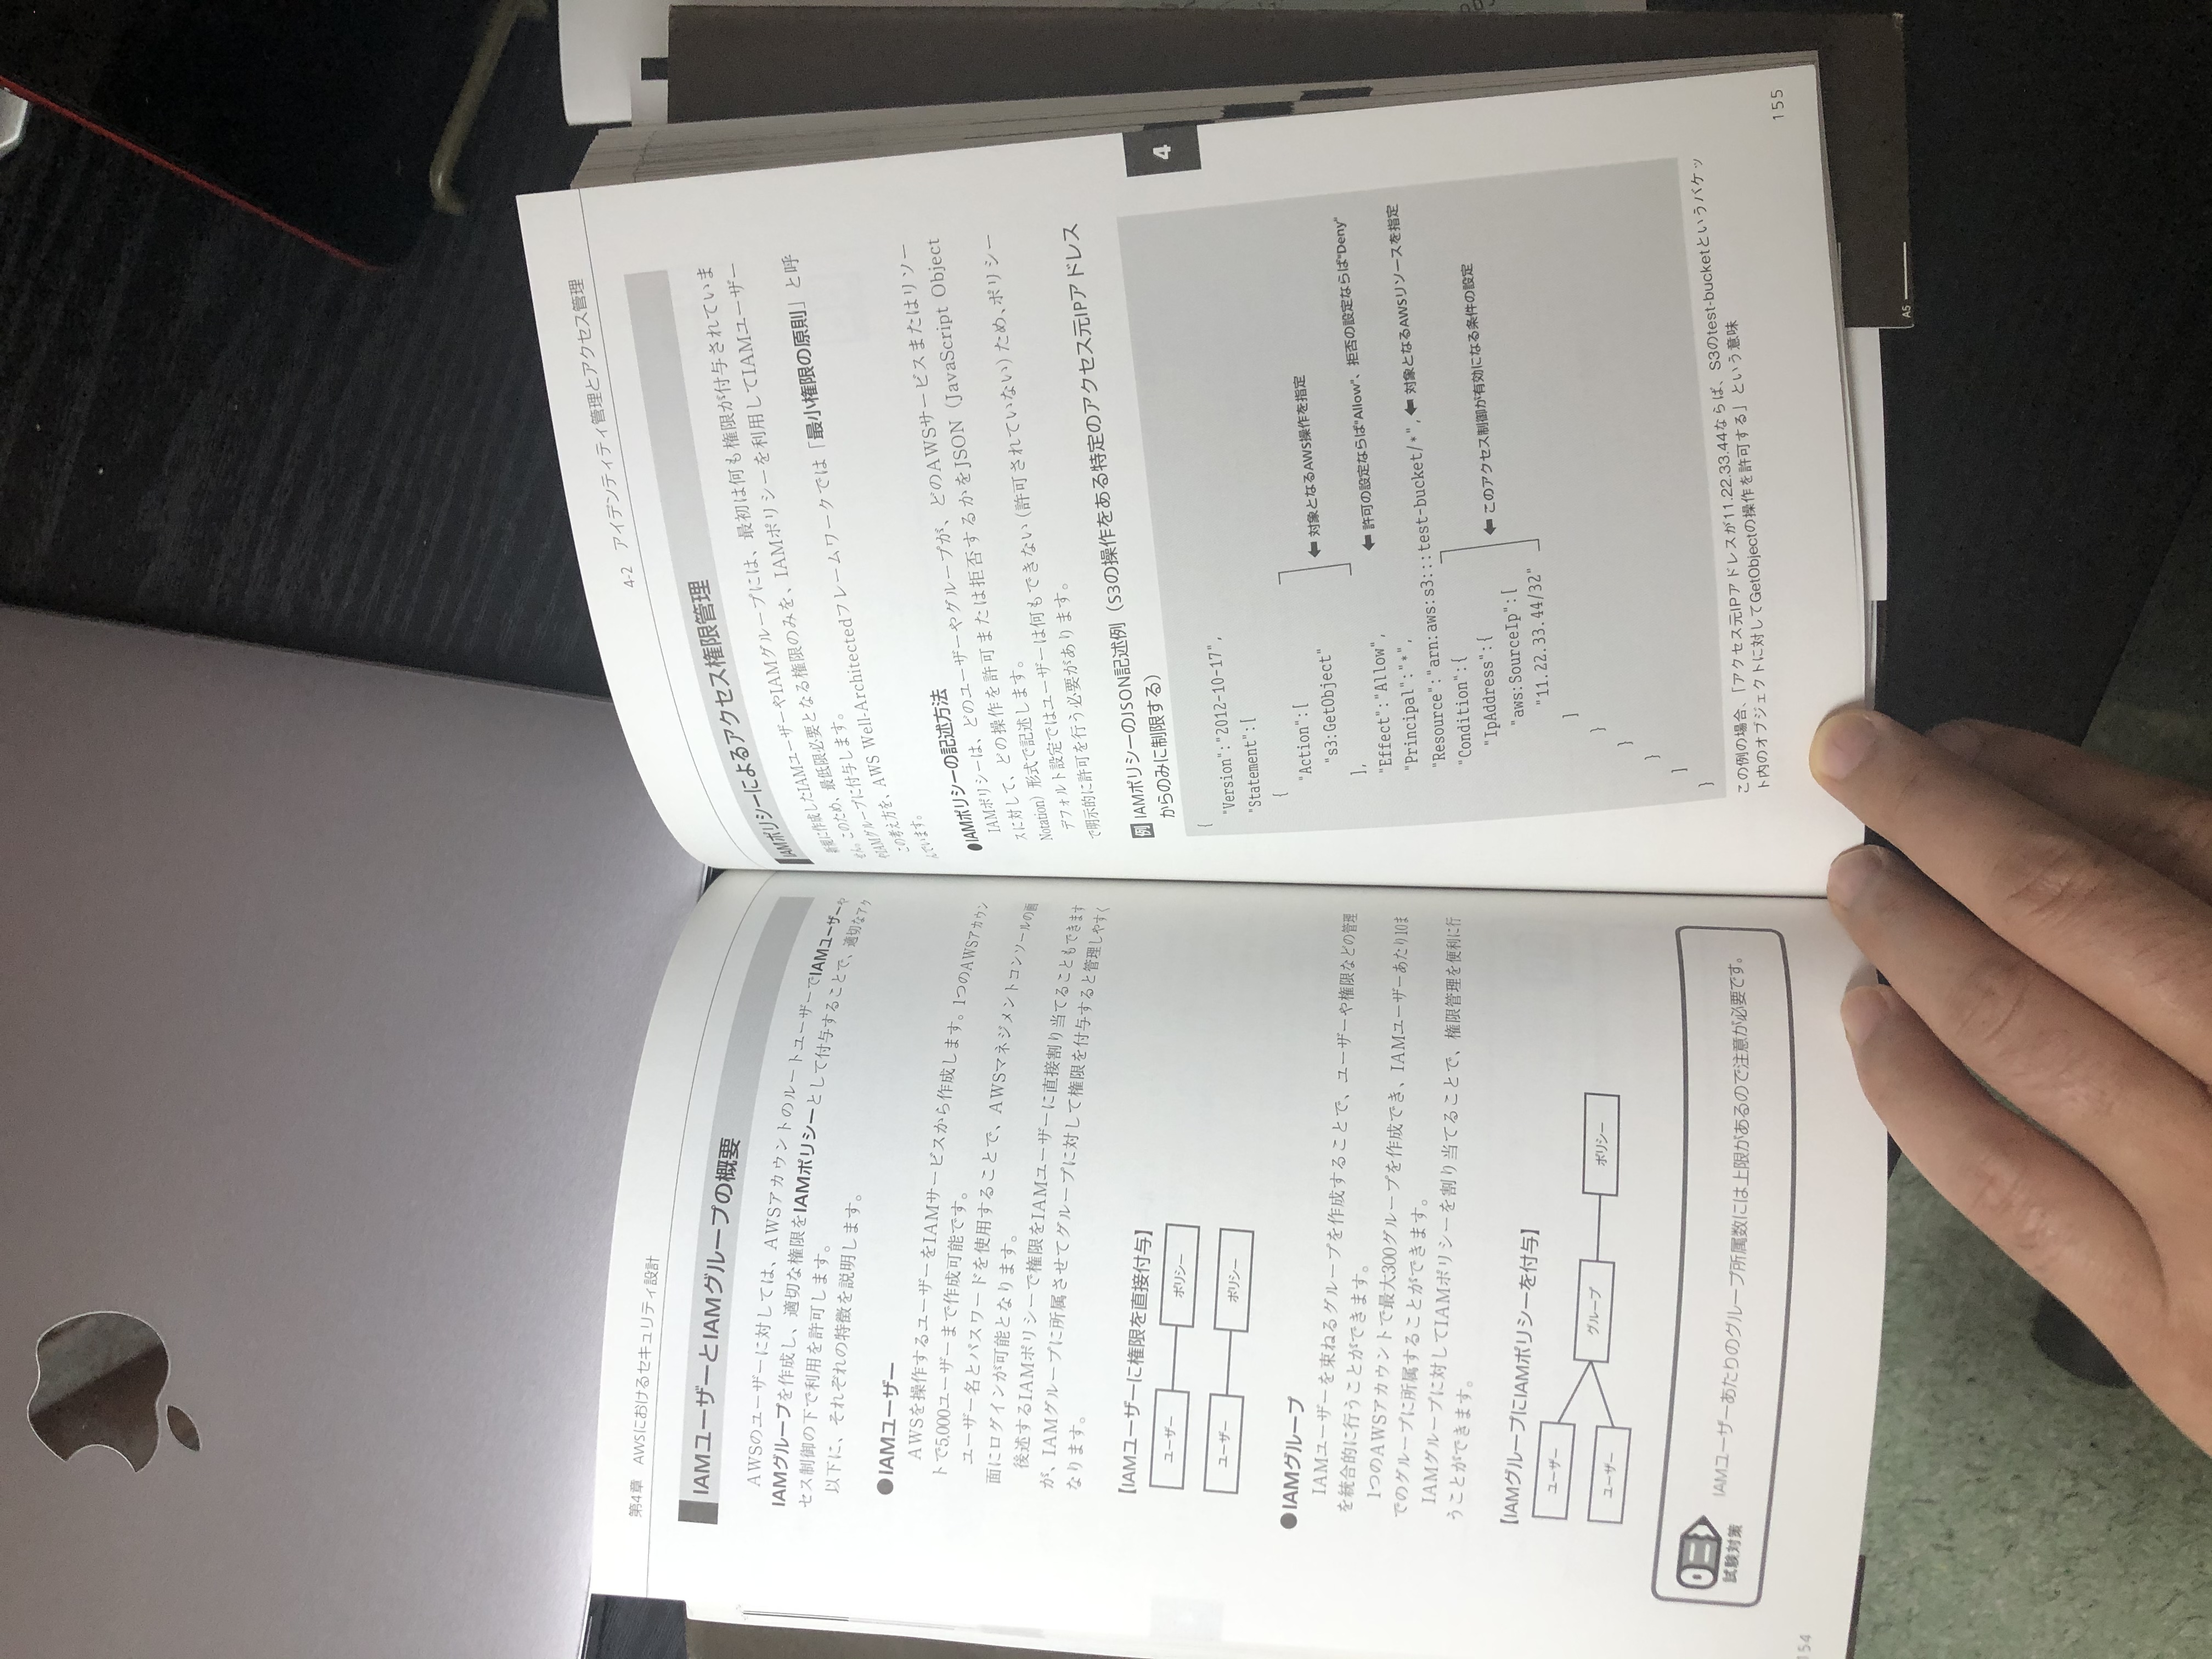 第4章 AWSにおけるセキュリティ設計
IAMユーザーとIAMグループの概要
AWSのユーザーに対しては、AWSアカウントのルートユーザーでIAMユーザーや
IAMグループを作成し、適切な権限をIAMポリシーとして付与することで、適切なアク
セス制御の下で利用を許可します。
以下に、それぞれの特徴を説明します。
●IAMユーザー
AWSを操作するユーザーをIAMサービスから作成します。1つのAWSアカウン
トで5,000ユーザーまで作成可能です。
ユーザー名とパスワードを使用することで、AWSマネジメントコンソールの画
面にログインが可能となります。
後述するIAMポリシーで権限をIAMユーザーに直接割り当てることもできます
が、IAMグループに所属させてグループに対して権限を付与すると管理しやすく
なります。
【IAMユーザーに権限を直接付与】
ユーザー ポリシー
ユーザー ポリシー
●IAMグループ
IAMユーザーを束ねるグループを作成することで、ユーザーや権限などの管理
を統合的に行うことができます。
1つのAWSアカウントで最大300グループを作成でき、IAMユーザーあたり10ま
でのグループに所属することができます。
IAMグループに対してIAMポリシーを割り当てることで、権限管理を便利に行
うことができます。
【IAMグループにIAMポリシーを付与】
ユーザー
グループ ポリシー
ユーザー
試験対策
IAMユーザーあたりのグループ所属数には上限があるので注意が必要です。
154
4-2 アイデンティティ管理とアクセス管理
IAMポリシーによるアクセス権限管理
新規に作成したIAMユーザーやIAMグループには、最初は何も権限が付与されていま
せん。このため、最低限必要となる権限のみを、IAMポリシーを利用してIAMユーザー
やIAMグループに付与します。
この考え方を、AWS Well-Architectedフレームワークでは「最小権限の原則」と呼
んでいます。
●IAMポリシーの記述方法
IAMポリシーは、どのユーザーやグループが、どのAWSサービスまたはリソー
スに対して、どの操作を許可または拒否するかをJSON（JavaScript Object
Notation）形式で記述します。
デフォルト設定ではユーザーは何もできない（許可されていない）ため、ポリシー
で明示的に許可を行う必要があります。
例 IAMポリシーのJSON記述例（S3の操作をある特定のアクセス元IPアドレス
からのみに制限する）
{
"Version":"2012-10-17",
"Statement":[
{
"Action":[
"s3:GetObject" ← 対象となるAWS操作を指定
],
"Effect":"Allow", ← 許可の設定ならば"Allow"、拒否の設定ならば"Deny"
"Principal":"*",
"Resource":"arn:aws:s3:::test-bucket/*", ← 対象となるAWSリソースを指定
"Condition":{
"IpAddress":{ ← このアクセス制御が有効になる条件の設定
"aws:SourceIp":[
"11.22.33.44/32"
]
}
}
}
]
}
この例の場合、「アクセス元IPアドレスが11.22.33.44ならば、S3のtest-bucketというバケッ
ト内のオブジェクトに対してGetObjectの操作を許可する」という意味
4
155
A5